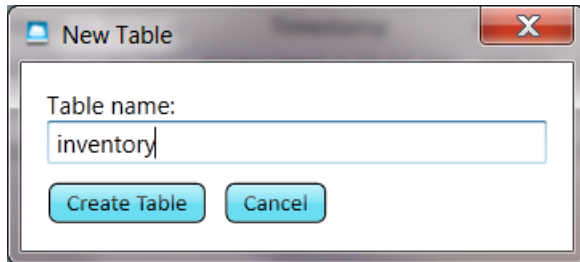 New Table
Table name:
inventory
Create Table
Cancel